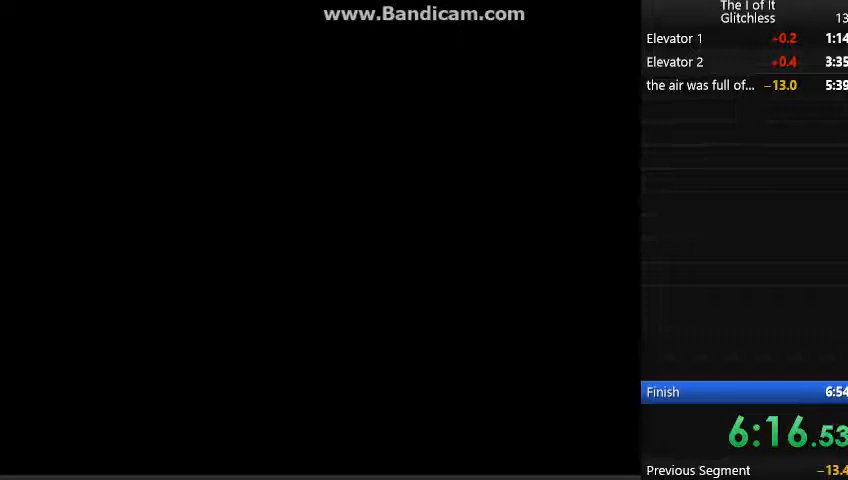 www.Bandicam.com
The I of It
Glitchless 13
Elevator 1 +0.2 1:14
Elevator 2 +0.4 3:35
the air was full of... −13.0 5:39
Finish 6:54
6:16.53
Previous Segment −13.4